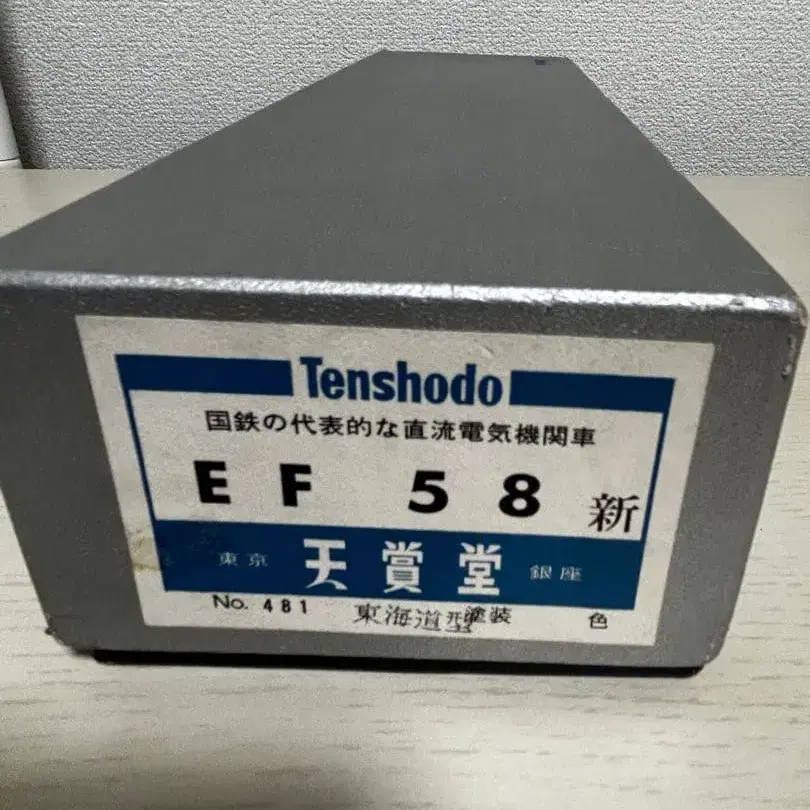 Tenshodo
国鉄の代表的な直流電気機関車
EF 58 新
東京 天賞堂 銀座
No. 481 東海道型塗装 色